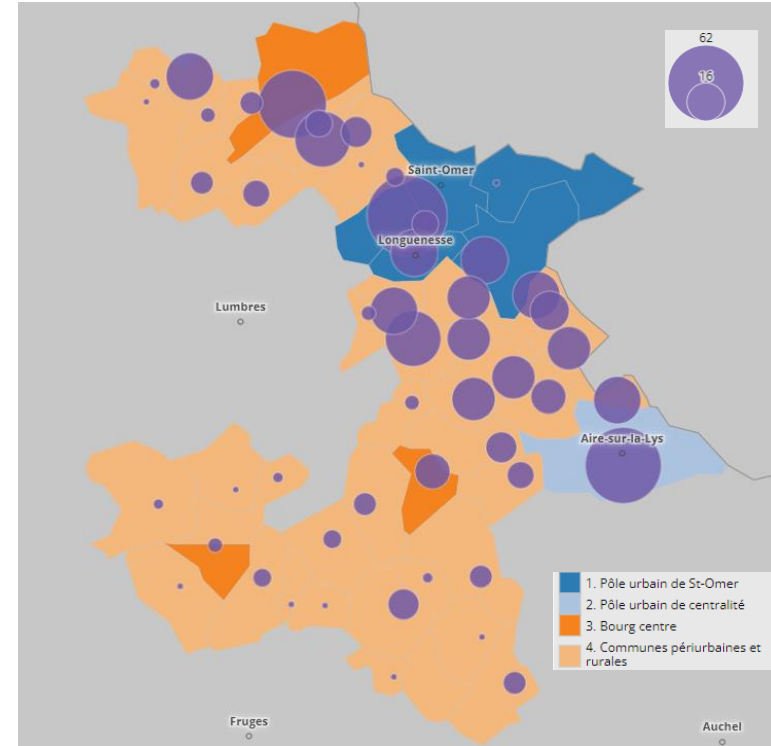 62
16
Saint-Omer
Longuenesse
Lumbres
Aire-sur-la-Lys
1. Pôle urbain de St-Omer
2. Pôle urbain de centralité
3. Bourg centre
4. Communes périurbaines et
rurales
Fruges
Auchel